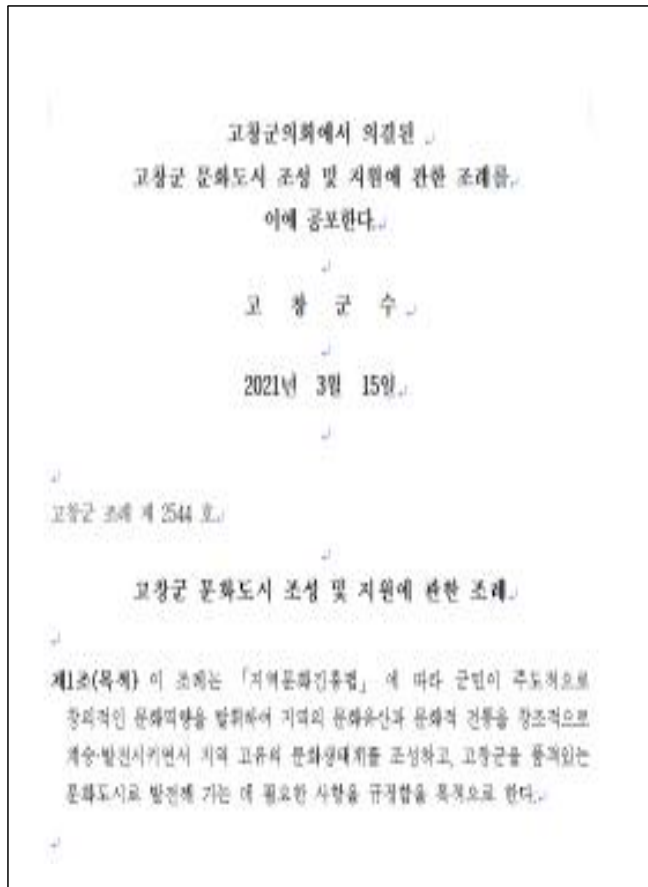 고창군의회에서 의결된
고창군 문화도시 조성 및 지원에 관한 조례를
이에 공포한다.
고 창 군 수
2021년 3월 15일
고창군 조례 제 2544 호
고창군 문화도시 조성 및 지원에 관한 조례
제1조(목적) 이 조례는 「지역문화진흥법」 에 따라 군민이 주도적으로
창의적인 문화역량을 발휘하여 지역의 문화유산과 문화적 전통을 창조적으로
계승·발전시키면서 지역 고유의 문화생태계를 조성하고, 고창군을 품격있는
문화도시로 발전해 가는 데 필요한 사항을 규정함을 목적으로 한다.